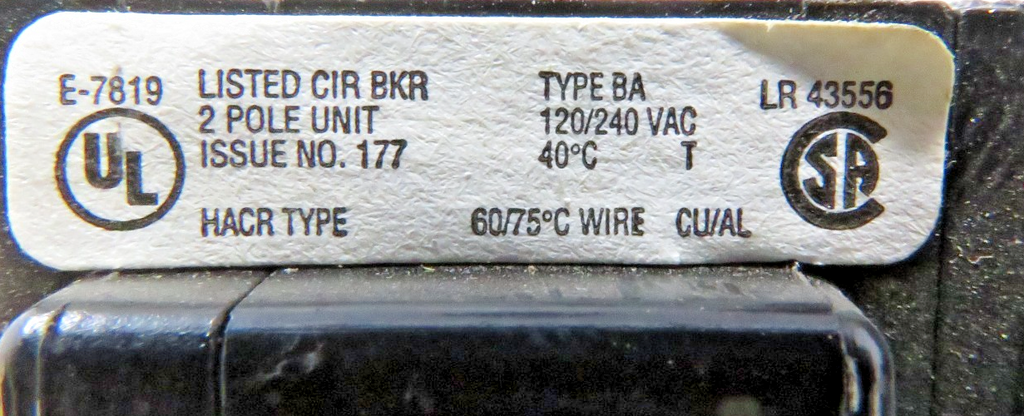 E-7819 LISTED CIR BKR TYPE BA LR 43556
2 POLE UNIT 120/240 VAC
UL ISSUE NO. 177 40°C T SA
HACR TYPE 60/75°C WIRE CU/AL